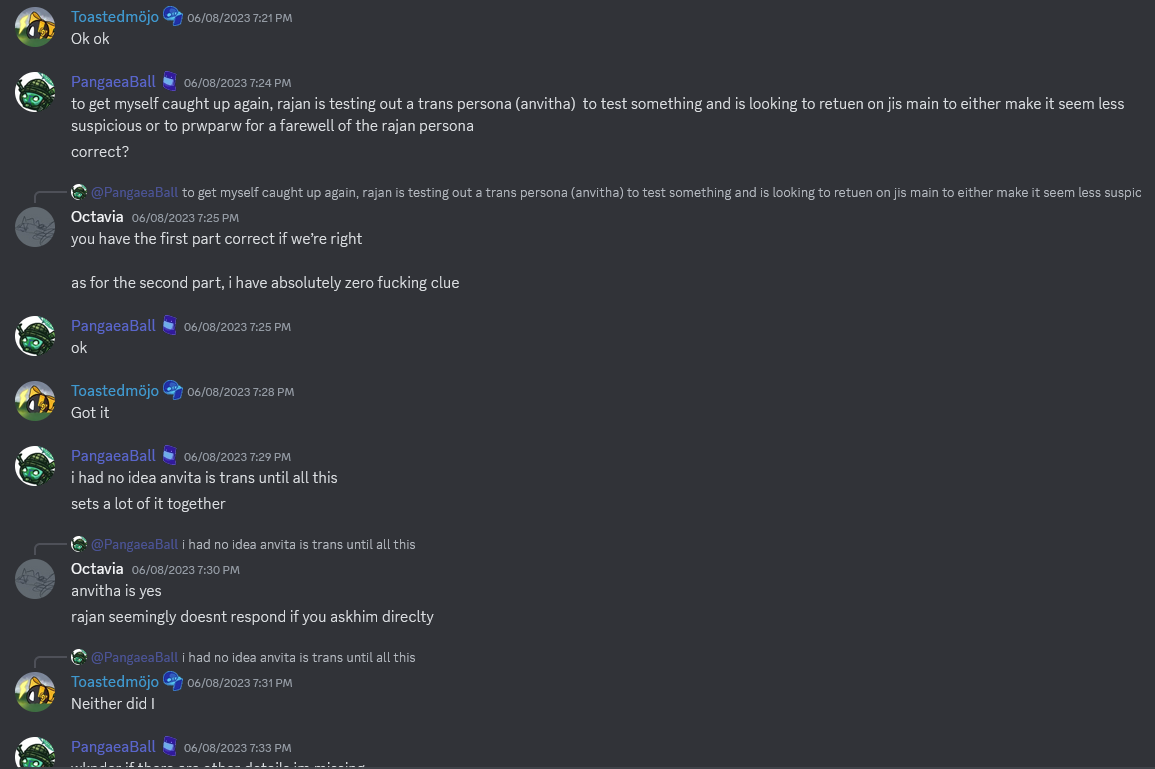 Toastedmöjo 06/08/2023 7:21 PM
Ok ok
PangaeaBall 06/08/2023 7:24 PM
to get myself caught up again, rajan is testing out a trans persona (anvitha)  to test something and is looking to retuen on jis main to either make it seem less
suspicious or to prwparw for a farewell of the rajan persona
correct?
@PangaeaBall to get myself caught up again, rajan is testing out a trans persona (anvitha) to test something and is looking to retuen on jis main to either make it seem less suspic
Octavia 06/08/2023 7:25 PM
you have the first part correct if we’re right
as for the second part, i have absolutely zero fucking clue
PangaeaBall 06/08/2023 7:25 PM
ok
Toastedmöjo 06/08/2023 7:28 PM
Got it
PangaeaBall 06/08/2023 7:29 PM
i had no idea anvita is trans until all this
sets a lot of it together
@PangaeaBall i had no idea anvita is trans until all this
Octavia 06/08/2023 7:30 PM
anvitha is yes
rajan seemingly doesnt respond if you askhim direclty
@PangaeaBall i had no idea anvita is trans until all this
Toastedmöjo 06/08/2023 7:31 PM
Neither did I
PangaeaBall 06/08/2023 7:33 PM
wknder if there are other details im missing